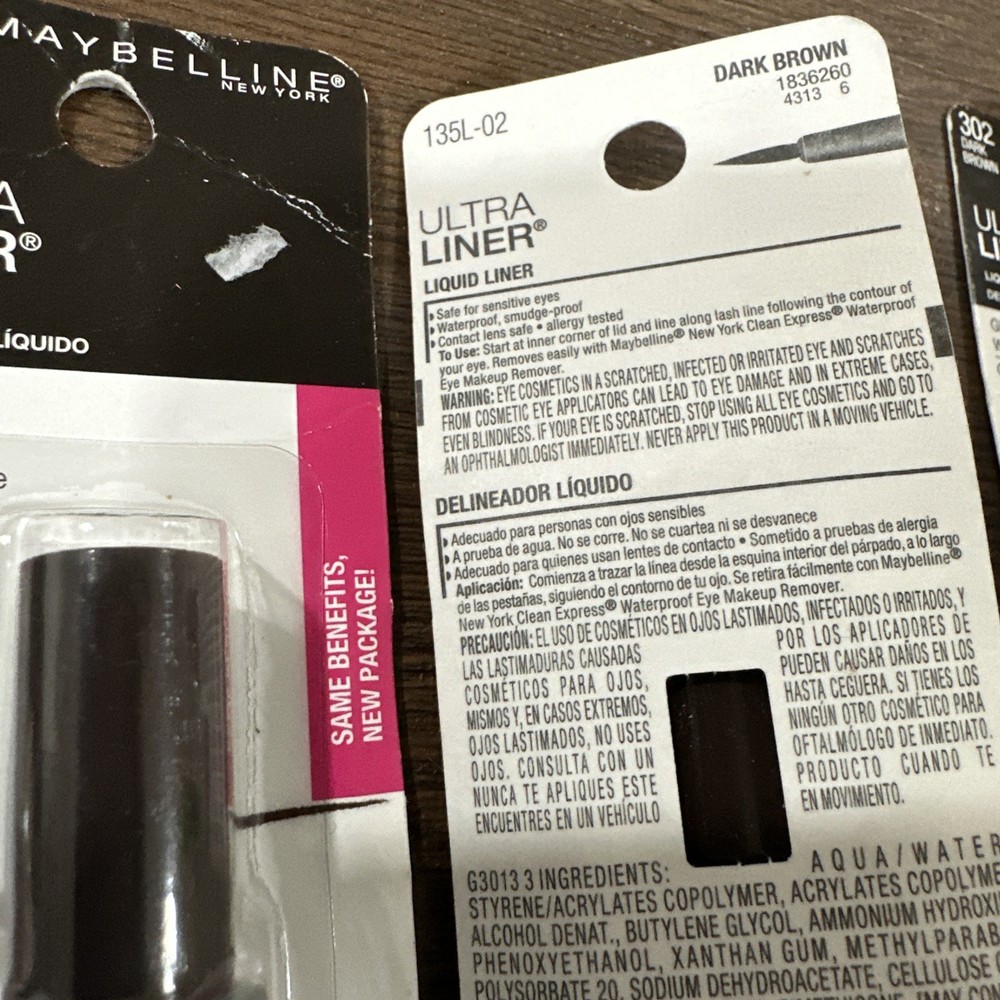 MAYBELLINE®
NEW YORK
A
R®
LÍQUIDO
e
SAME BENEFITS,
NEW PACKAGE!
135L-02
DARK BROWN
1836260
4313 6
ULTRA
LINER®
LIQUID LINER
Safe for sensitive eyes
Waterproof, smudge-proof
Contact lens safe • allergy tested
To Use: Start at inner corner of lid and line along lash line following the contour of
your eye. Removes easily with Maybelline® New York Clean Express® Waterproof
Eye Makeup Remover.
WARNING: EYE COSMETICS IN A SCRATCHED, INFECTED OR IRRITATED EYE AND SCRATCHES
FROM COSMETIC EYE APPLICATORS CAN LEAD TO EYE DAMAGE AND IN EXTREME CASES,
EVEN BLINDNESS. IF YOUR EYE IS SCRATCHED, STOP USING ALL EYE COSMETICS AND GO TO
AN OPHTHALMOLOGIST IMMEDIATELY. NEVER APPLY THIS PRODUCT IN A MOVING VEHICLE.
DELINEADOR LÍQUIDO
Adecuado para personas con ojos sensibles
A prueba de agua. No se corre. No se cuartea ni se desvanece
Adecuado para quienes usan lentes de contacto • Sometido a pruebas de alergia
Aplicación: Comienza a trazar la línea desde la esquina interior del párpado, a lo largo
de las pestañas, siguiendo el contorno de tu ojo. Se retira fácilmente con Maybelline®
New York Clean Express® Waterproof Eye Makeup Remover.
PRECAUCIÓN: EL USO DE COSMÉTICOS EN OJOS LASTIMADOS, INFECTADOS O IRRITADOS, Y
LAS LASTIMADURAS CAUSADAS POR LOS APLICADORES DE
COSMÉTICOS PARA OJOS, PUEDEN CAUSAR DAÑOS EN LOS
MISMOS Y, EN CASOS EXTREMOS, HASTA CEGUERA. SI TIENES LOS
OJOS LASTIMADOS, NO USES NINGÚN OTRO COSMÉTICO PARA
OJOS. CONSULTA CON UN OFTALMÓLOGO DE INMEDIATO.
NUNCA TE APLIQUES ESTE PRODUCTO CUANDO TE
ENCUENTRES EN UN VEHÍCULO EN MOVIMIENTO.
G3013 3 INGREDIENTS: AQUA/WATER
STYRENE/ACRYLATES COPOLYMER, ACRYLATES COPOLYME
ALCOHOL DENAT., BUTYLENE GLYCOL, AMMONIUM HYDROXI
PHENOXYETHANOL, XANTHAN GUM, METHYLPARAB
POLYSORBATE 20, SODIUM DEHYDROACETATE, CELLULOSE
302
DARK
BROWN
UL
LI